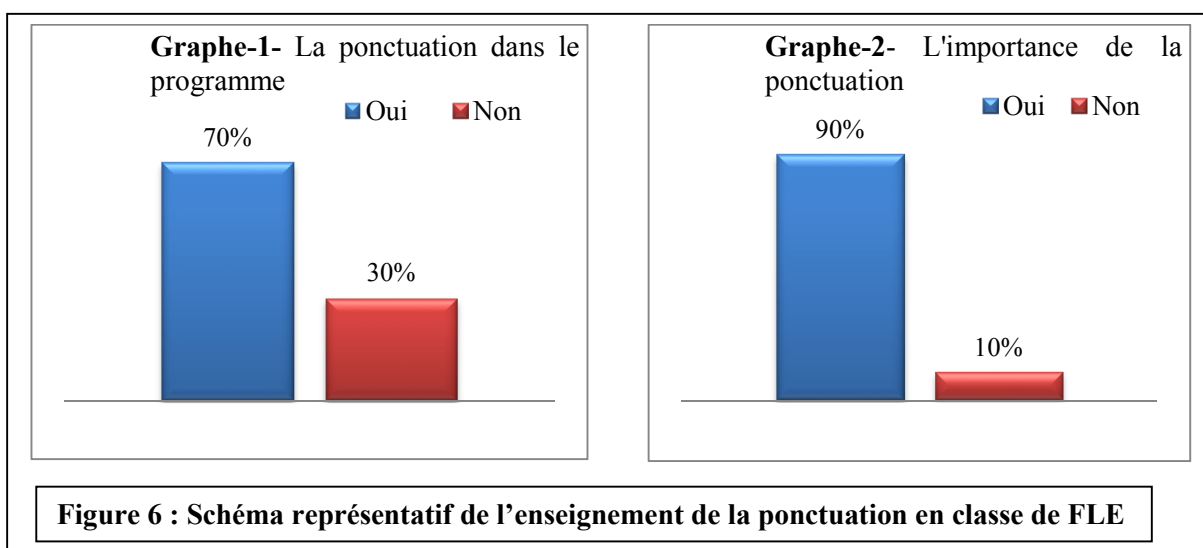 Graphe-1- La ponctuation dans le
programme
Oui Non
70%
30%
Graphe-2- L'importance de la
ponctuation
Oui Non
90%
10%
Figure 6 : Schéma représentatif de l’enseignement de la ponctuation en classe de FLE